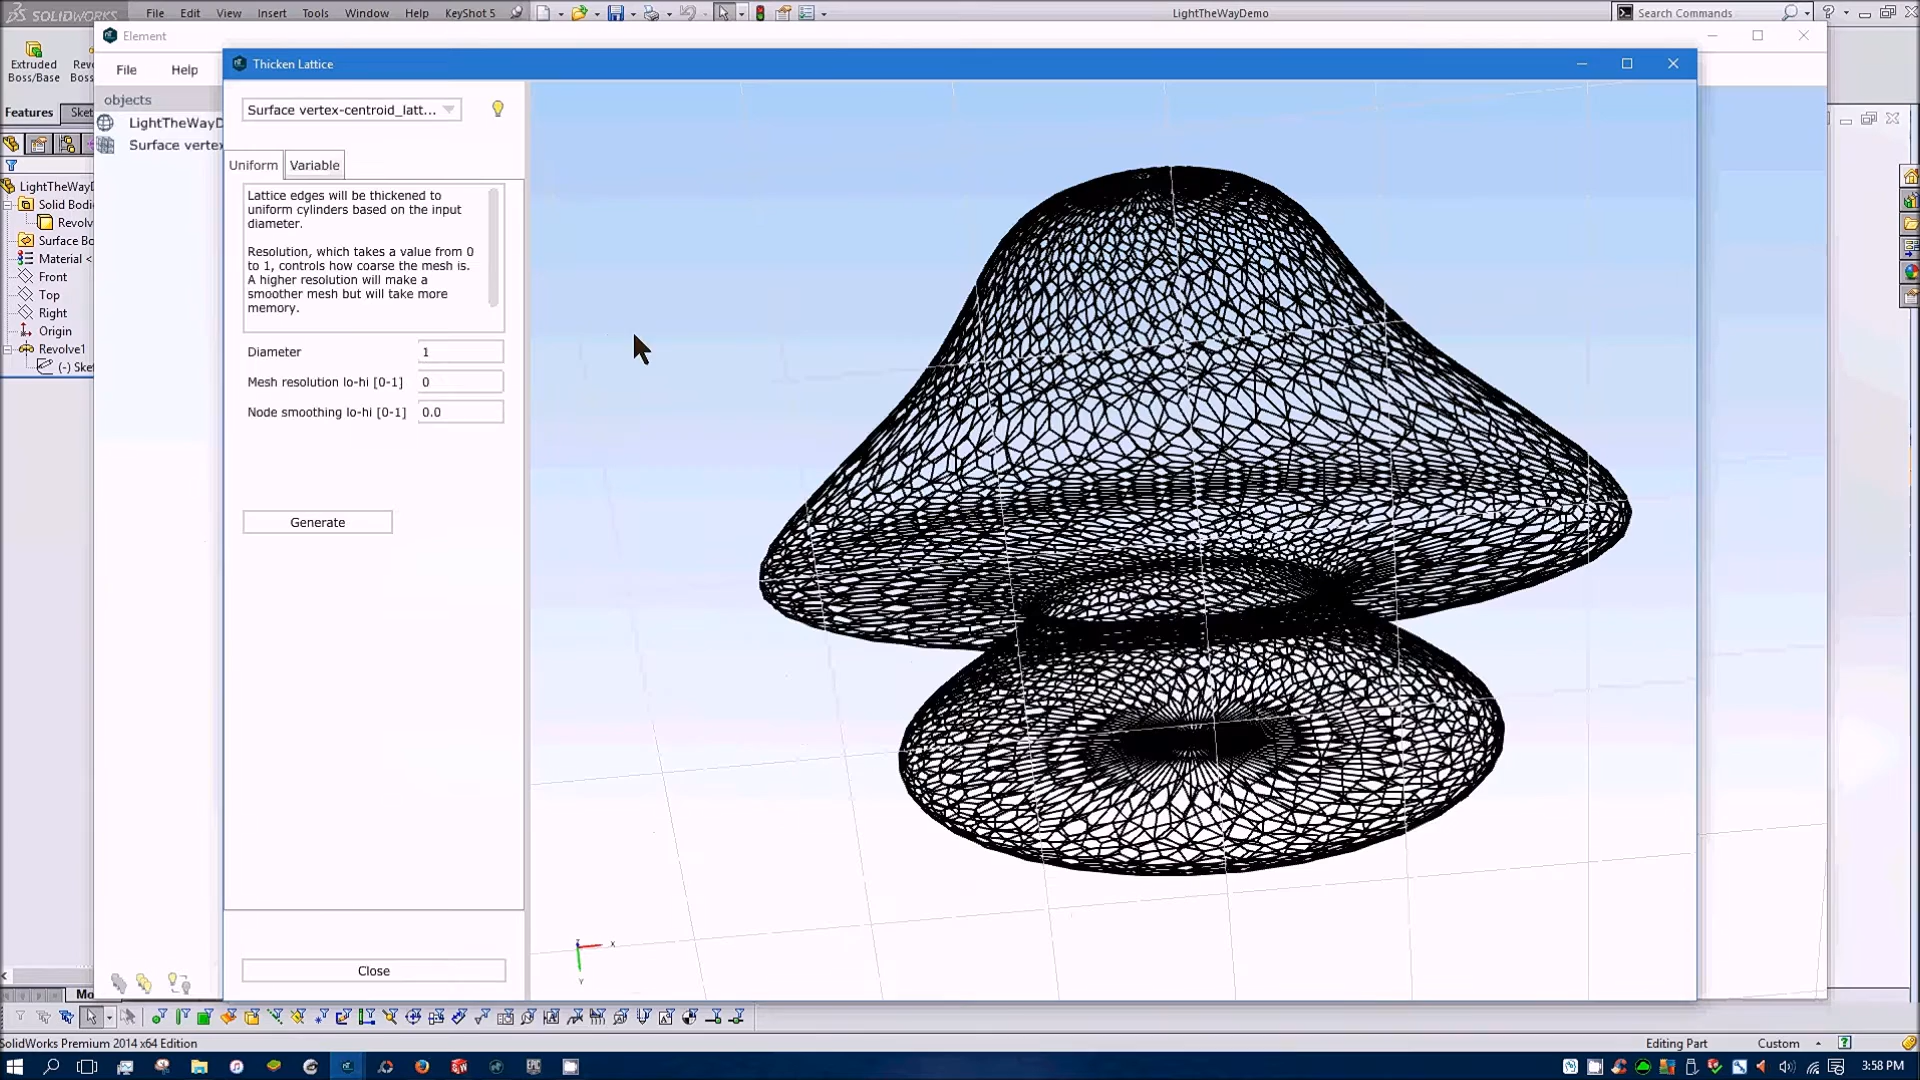 SOLIDWORKS
File
Edit
View
Insert
Tools
Window
Help
KeyShot 5
LightTheWayDemo
Search Commands
Element
Extruded
Boss/Base
Rev
Boss
File
Help
Thicken Lattice
objects
LightTheWayD
Surface vertex
Features
Sket
Surface vertex-centroid_latt...
Uniform
Variable
Lattice edges will be thickened to
uniform cylinders based on the input
diameter.
Resolution, which takes a value from 0
to 1, controls how coarse the mesh is.
A higher resolution will make a
smoother mesh but will take more
memory.
Diameter
1
Mesh resolution lo-hi [0-1]
0
Node smoothing lo-hi [0-1]
0.0
Generate
Close
LightTheWayD
Solid Bodi
Revolv
Surface Bo
Material <
Front
Top
Right
Origin
Revolve1
(-) Ske
x
Y
Mo
SolidWorks Premium 2014 x64 Edition
Editing Part
Custom
3:58 PM